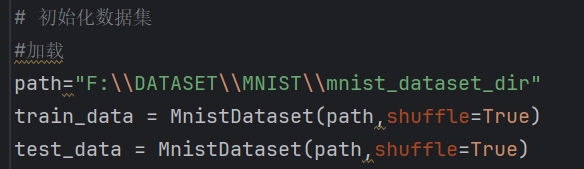 # 初始化数据集
#加载
path="F:\\DATASET\\MNIST\\mnist_dataset_dir"
train_data = MnistDataset(path,shuffle=True)
test_data = MnistDataset(path,shuffle=True)